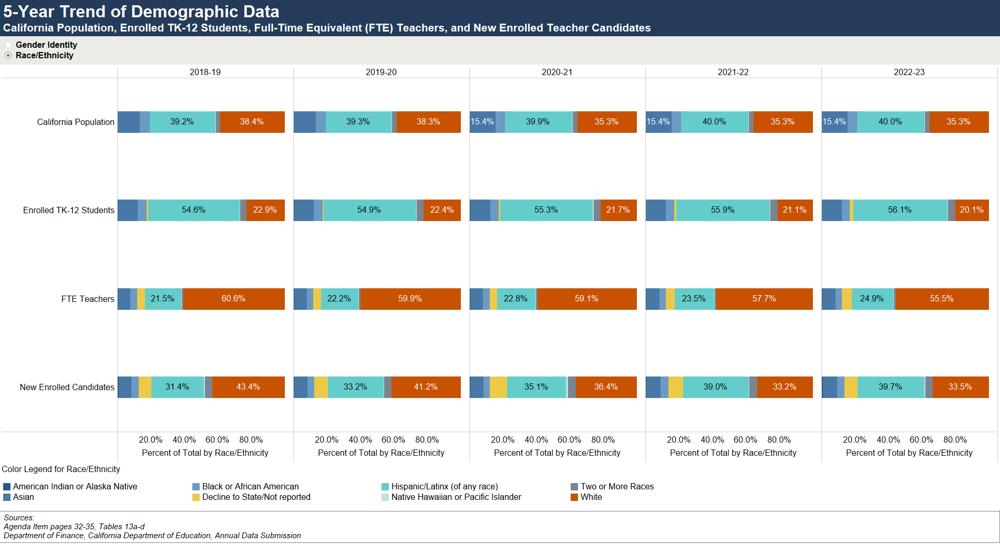 5-Year Trend of Demographic Data
California Population, Enrolled TK-12 Students, Full-Time Equivalent (FTE) Teachers, and New Enrolled Teacher Candidates
Gender Identity
Race/Ethnicity
2018-19 2019-20 2020-21 2021-22 2022-23
California Population 39.2% 38.4% 39.3% 38.3% 15.4% 39.9% 35.3% 15.4% 40.0% 35.3% 15.4% 40.0% 35.3%
Enrolled TK-12 Students 54.6% 22.9% 54.9% 22.4% 55.3% 21.7% 55.9% 21.1% 56.1% 20.1%
FTE Teachers 21.5% 60.6% 22.2% 59.9% 22.8% 59.1% 23.5% 57.7% 24.9% 55.5%
New Enrolled Candidates 31.4% 43.4% 33.2% 41.2% 35.1% 36.4% 39.0% 33.2% 39.7% 33.5%
20.0% 40.0% 60.0% 80.0% 20.0% 40.0% 60.0% 80.0% 20.0% 40.0% 60.0% 80.0% 20.0% 40.0% 60.0% 80.0% 20.0% 40.0% 60.0% 80.0%
Percent of Total by Race/Ethnicity Percent of Total by Race/Ethnicity Percent of Total by Race/Ethnicity Percent of Total by Race/Ethnicity Percent of Total by Race/Ethnicity
Color Legend for Race/Ethnicity
American Indian or Alaska Native Black or African American Hispanic/Latinx (of any race) Two or More Races
Asian Decline to State/Not reported Native Hawaiian or Pacific Islander White
Sources:
Agenda Item pages 32-35, Tables 13a-d
Department of Finance, California Department of Education, Annual Data Submission